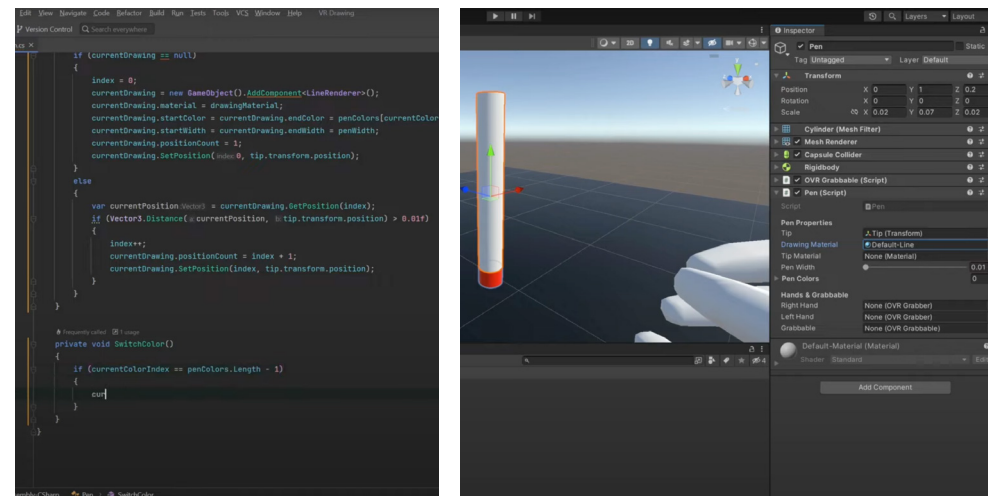 Edit View Navigate Code Refactor Build Run Tests Tools VCS Window Help VR Drawing
Version Control Search everywhere
.cs
if (currentDrawing == null)
{
index = 0;
currentDrawing = new GameObject().AddComponent<LineRenderer>();
currentDrawing.material = drawingMaterial;
currentDrawing.startColor = currentDrawing.endColor = penColors[currentColor
currentDrawing.startWidth = currentDrawing.endWidth = penWidth;
currentDrawing.positionCount = 1;
currentDrawing.SetPosition( index: 0, tip.transform.position);
}
else
{
var currentPosition :Vector3 = currentDrawing.GetPosition(index);
if (Vector3.Distance( a: currentPosition, b: tip.transform.position) > 0.01f)
{
index++;
currentDrawing.positionCount = index + 1;
currentDrawing.SetPosition(index, tip.transform.position);
}
}
}
Frequently called 1 usage
private void SwitchColor()
{
if (currentColorIndex == penColors.Length - 1)
{
cur
}
}
}
Pen SwitchColor
Layers Layout
2D
4
Inspector
Pen Static
Tag Untagged Layer Default
Transform
Position X 0 Y 1 Z 0.2
Rotation X 0 Y 0 Z 0
Scale X 0.02 Y 0.07 Z 0.02
Cylinder (Mesh Filter)
Mesh Renderer
Capsule Collider
Rigidbody
OVR Grabbable (Script)
Pen (Script)
Script Pen
Pen Properties
Tip Tip (Transform)
Drawing Material Default-Line
Tip Material None (Material)
Pen Width 0.01
Pen Colors 0
Hands & Grabbable
Right Hand None (OVR Grabber)
Left Hand None (OVR Grabber)
Grabbable None (OVR Grabbable)
Default-Material (Material)
Shader Standard Edi
Add Component